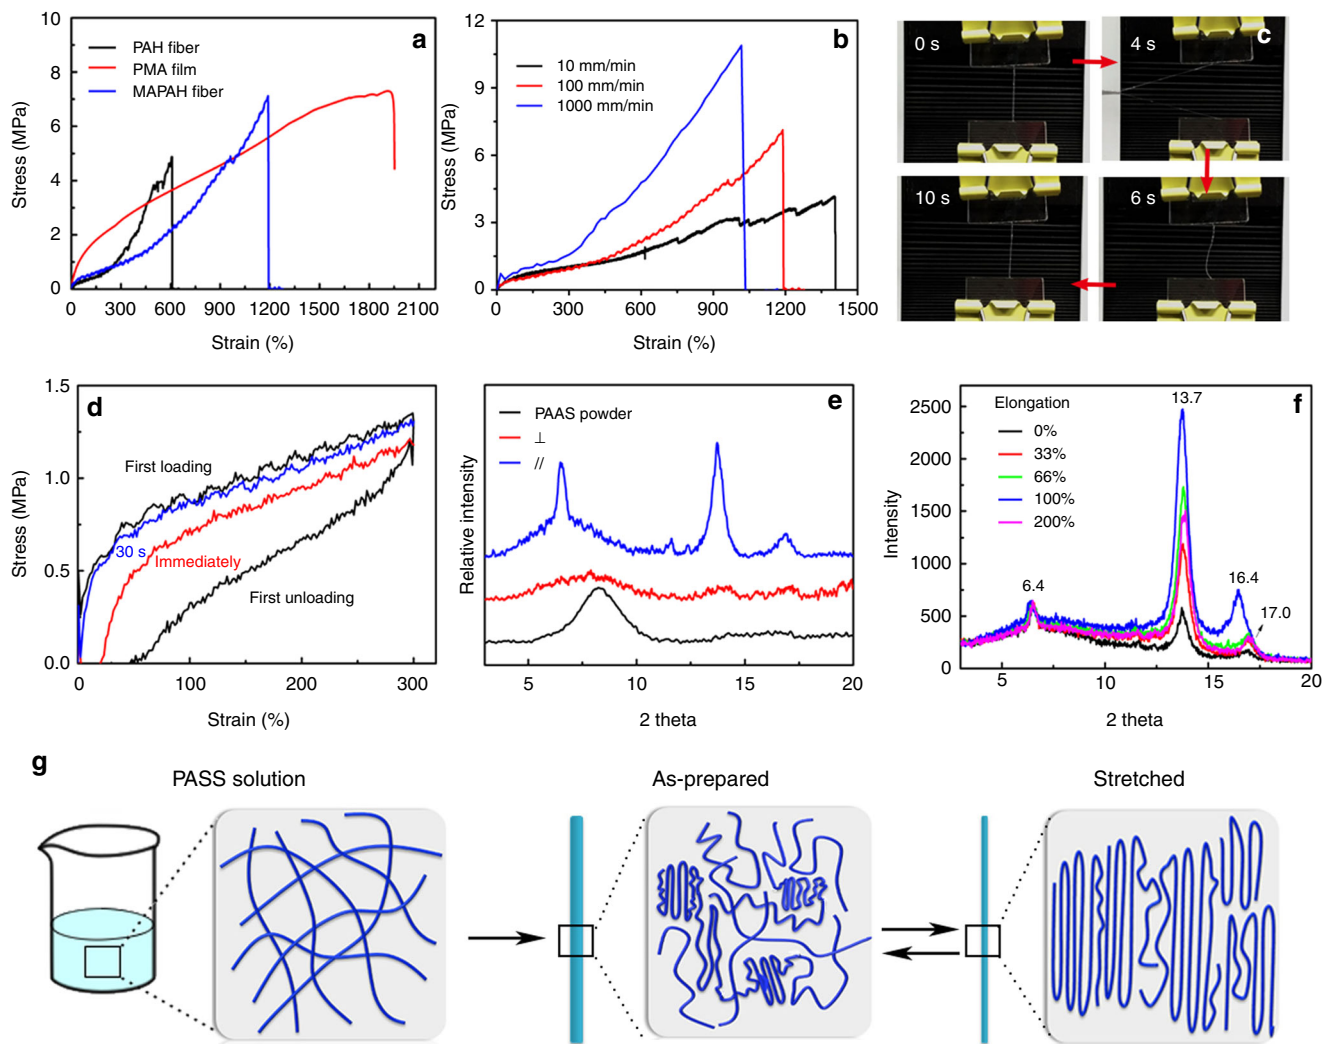 a
PAH fiber
PMA film
MAPAH fiber
Stress (MPa)
10
8
6
4
2
0
0 300 600 900 1200 1500 1800 2100
Strain (%)
b
10 mm/min
100 mm/min
1000 mm/min
Stress (MPa)
12
9
6
3
0
0 300 600 900 1200 1500
Strain (%)
c
0 s
4 s
10 s
6 s
d
First loading
30 s
Immediately
First unloading
Stress (MPa)
1.5
1.0
0.5
0.0
0 100 200 300
Strain (%)
e
PAAS powder
⊥
//
Relative intensity
5 10 15 20
2 theta
f
Elongation
0%
33%
66%
100%
200%
13.7
6.4
16.4
17.0
Intensity
2500
2000
1500
1000
500
0
5 10 15 20
2 theta
g
PASS solution
As-prepared
Stretched